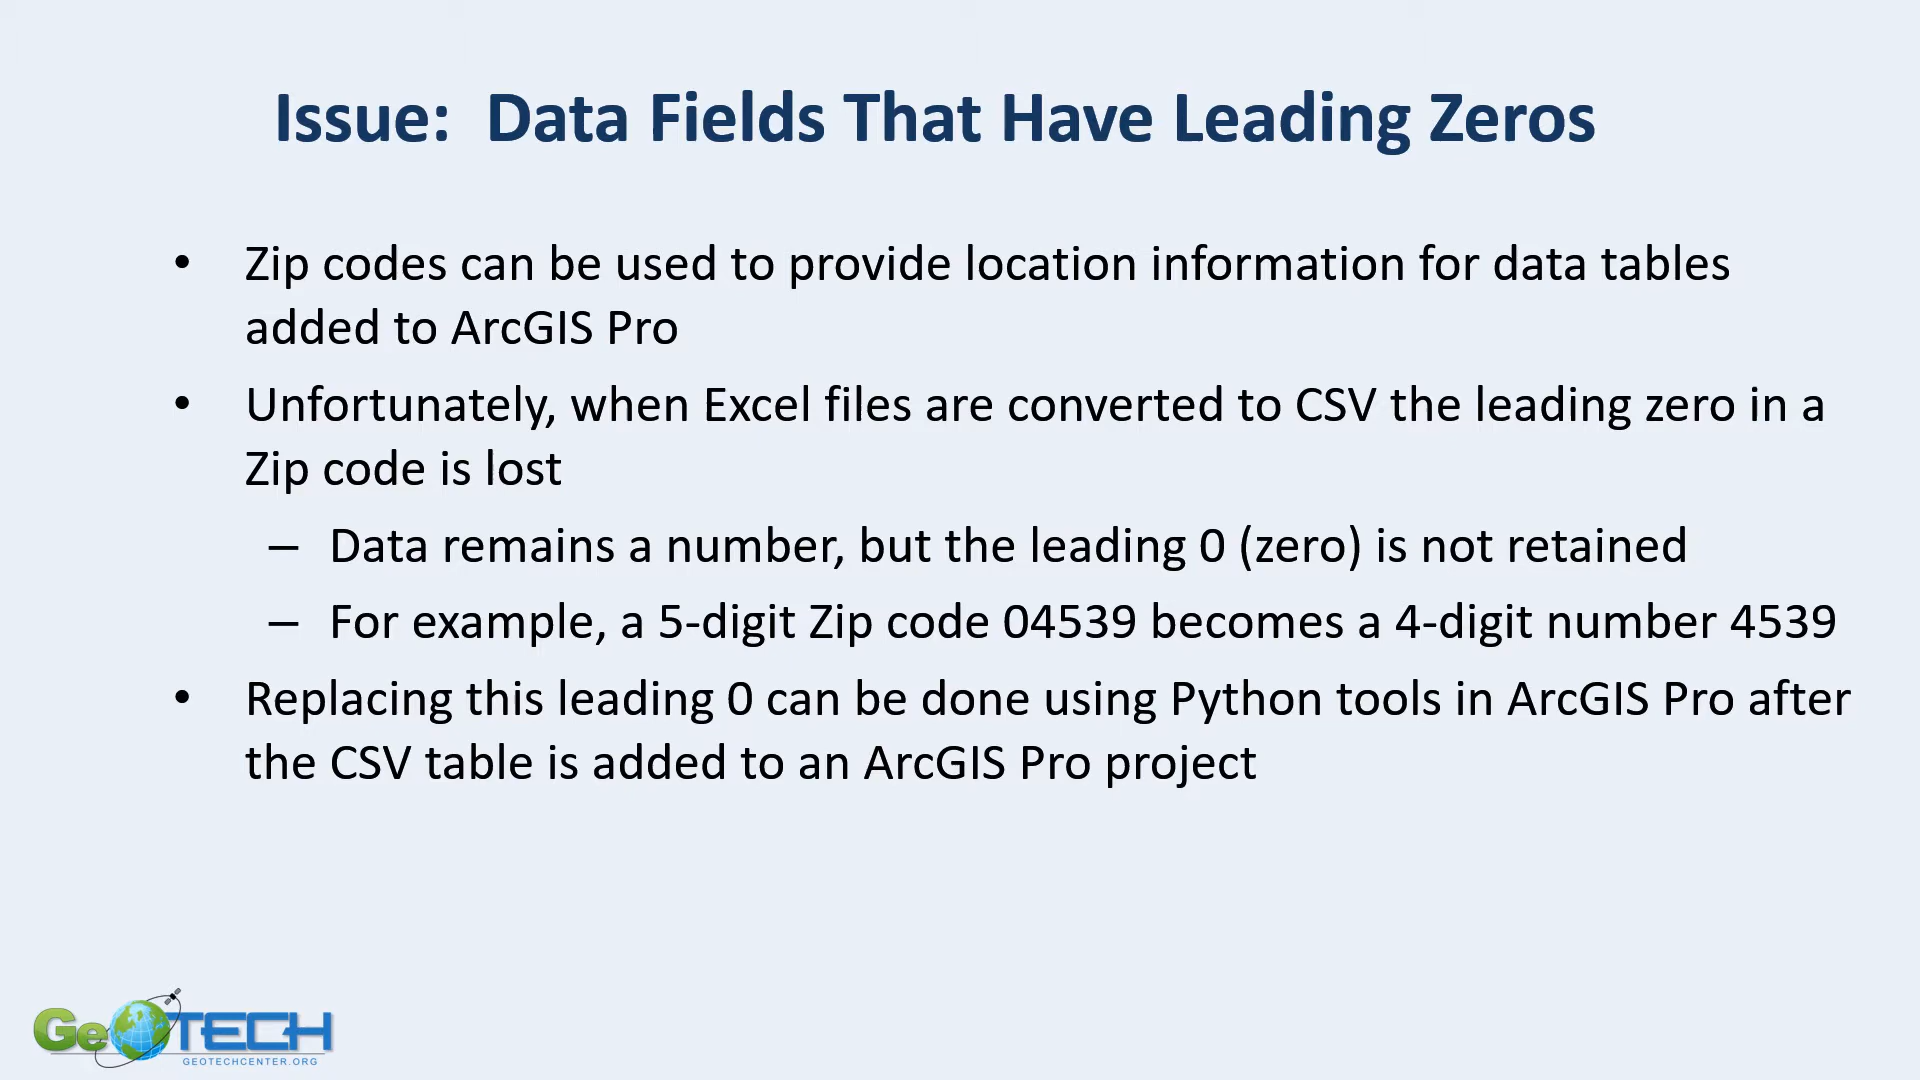 Issue: Data Fields That Have Leading Zeros
• Zip codes can be used to provide location information for data tables
added to ArcGIS Pro
• Unfortunately, when Excel files are converted to CSV the leading zero in a
Zip code is lost
– Data remains a number, but the leading 0 (zero) is not retained
– For example, a 5-digit Zip code 04539 becomes a 4-digit number 4539
• Replacing this leading 0 can be done using Python tools in ArcGIS Pro after
the CSV table is added to an ArcGIS Pro project
GeoTECH
GEOTECHCENTER.ORG